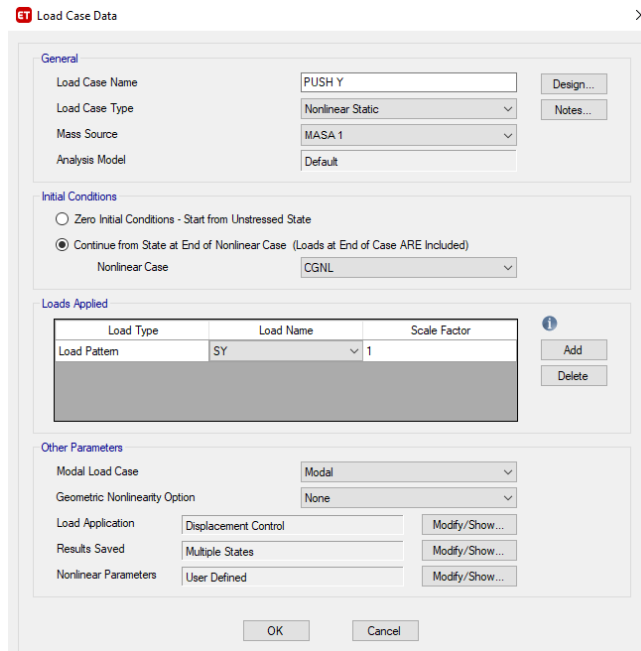 ET Load Case Data
General
Load Case Name PUSH Y Design...
Load Case Type Nonlinear Static Notes...
Mass Source MASA 1
Analysis Model Default
Initial Conditions
Zero Initial Conditions - Start from Unstressed State
Continue from State at End of Nonlinear Case (Loads at End of Case ARE Included)
Nonlinear Case CGNL
Loads Applied
Load Type Load Name Scale Factor
Load Pattern SY 1 Add
Delete
Other Parameters
Modal Load Case Modal
Geometric Nonlinearity Option None
Load Application Displacement Control Modify/Show...
Results Saved Multiple States Modify/Show...
Nonlinear Parameters User Defined Modify/Show...
OK Cancel